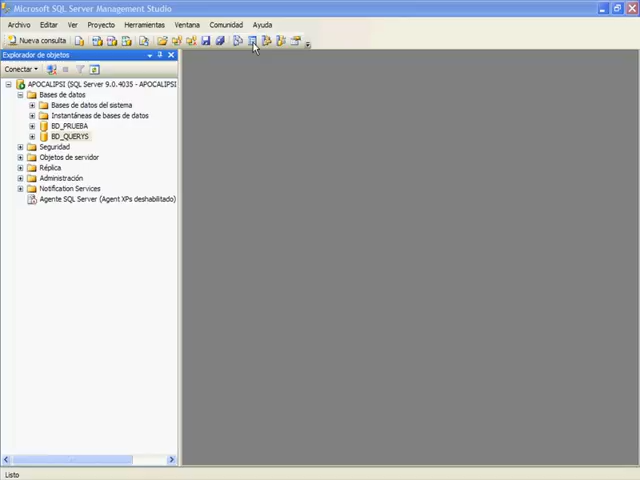 Microsoft SQL Server Management Studio
Archivo Editar Ver Proyecto Herramientas Ventana Comunidad Ayuda
Nueva consulta
Explorador de objetos
Conectar
APOCALIPSI (SQL Server 9.0.4035 - APOCALIPSI
Bases de datos
Bases de datos del sistema
Instantáneas de bases de datos
BD_PRUEBA
BD_QUERYS
Seguridad
Objetos de servidor
Réplica
Administración
Notification Services
Agente SQL Server (Agent XPs deshabilitado)
Listo